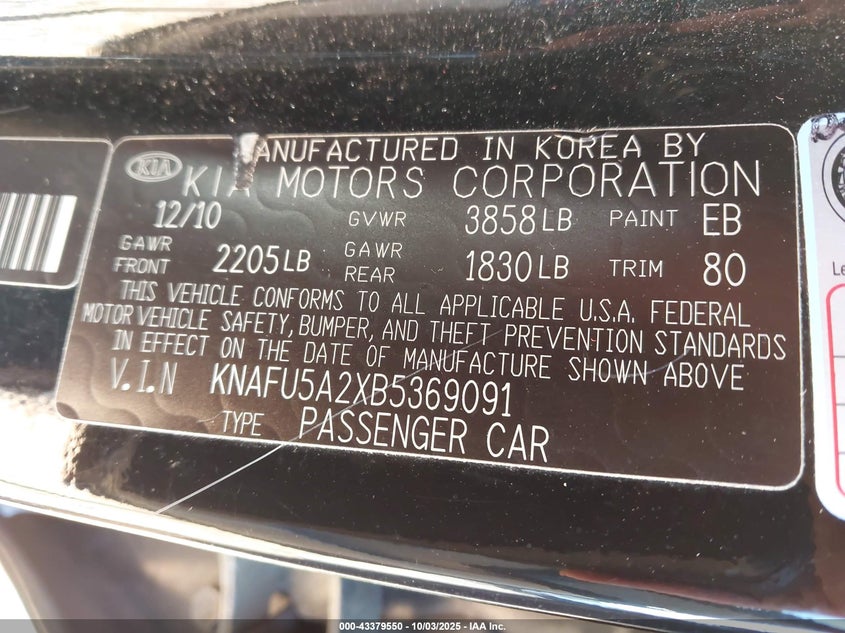 MANUFACTURED IN KOREA BY
KIA KIA MOTORS CORPORATION
12/10 GVWR 3858LB PAINT EB
GAWR FRONT 2205LB GAWR REAR 1830LB TRIM 80
THIS VEHICLE CONFORMS TO ALL APPLICABLE U.S.A. FEDERAL
MOTOR VEHICLE SAFETY, BUMPER, AND THEFT PREVENTION STANDARDS
IN EFFECT ON THE DATE OF MANUFACTURE SHOWN ABOVE
V.I.N KNAFU5A2XB5369091
TYPE PASSENGER CAR
000-43379550 - 10/03/2025 - IAA Inc.